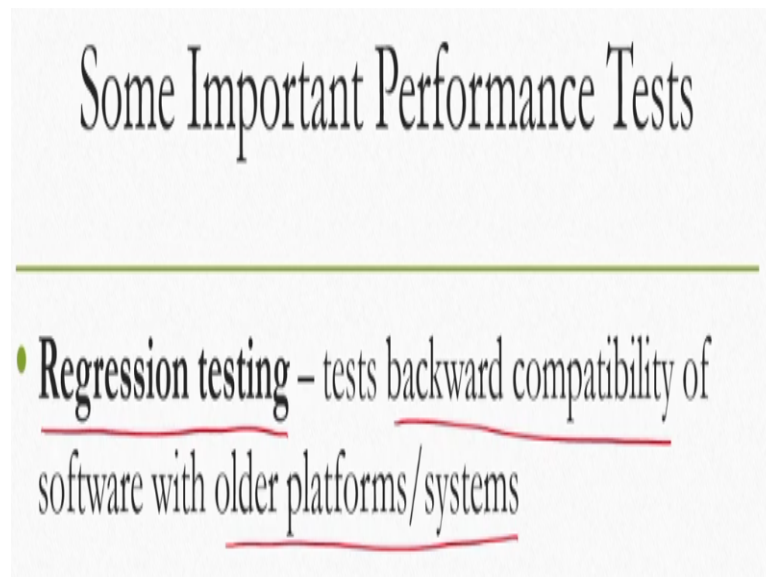 Some Important Performance Tests
• Regression testing – tests backward compatibility of
software with older platforms/systems